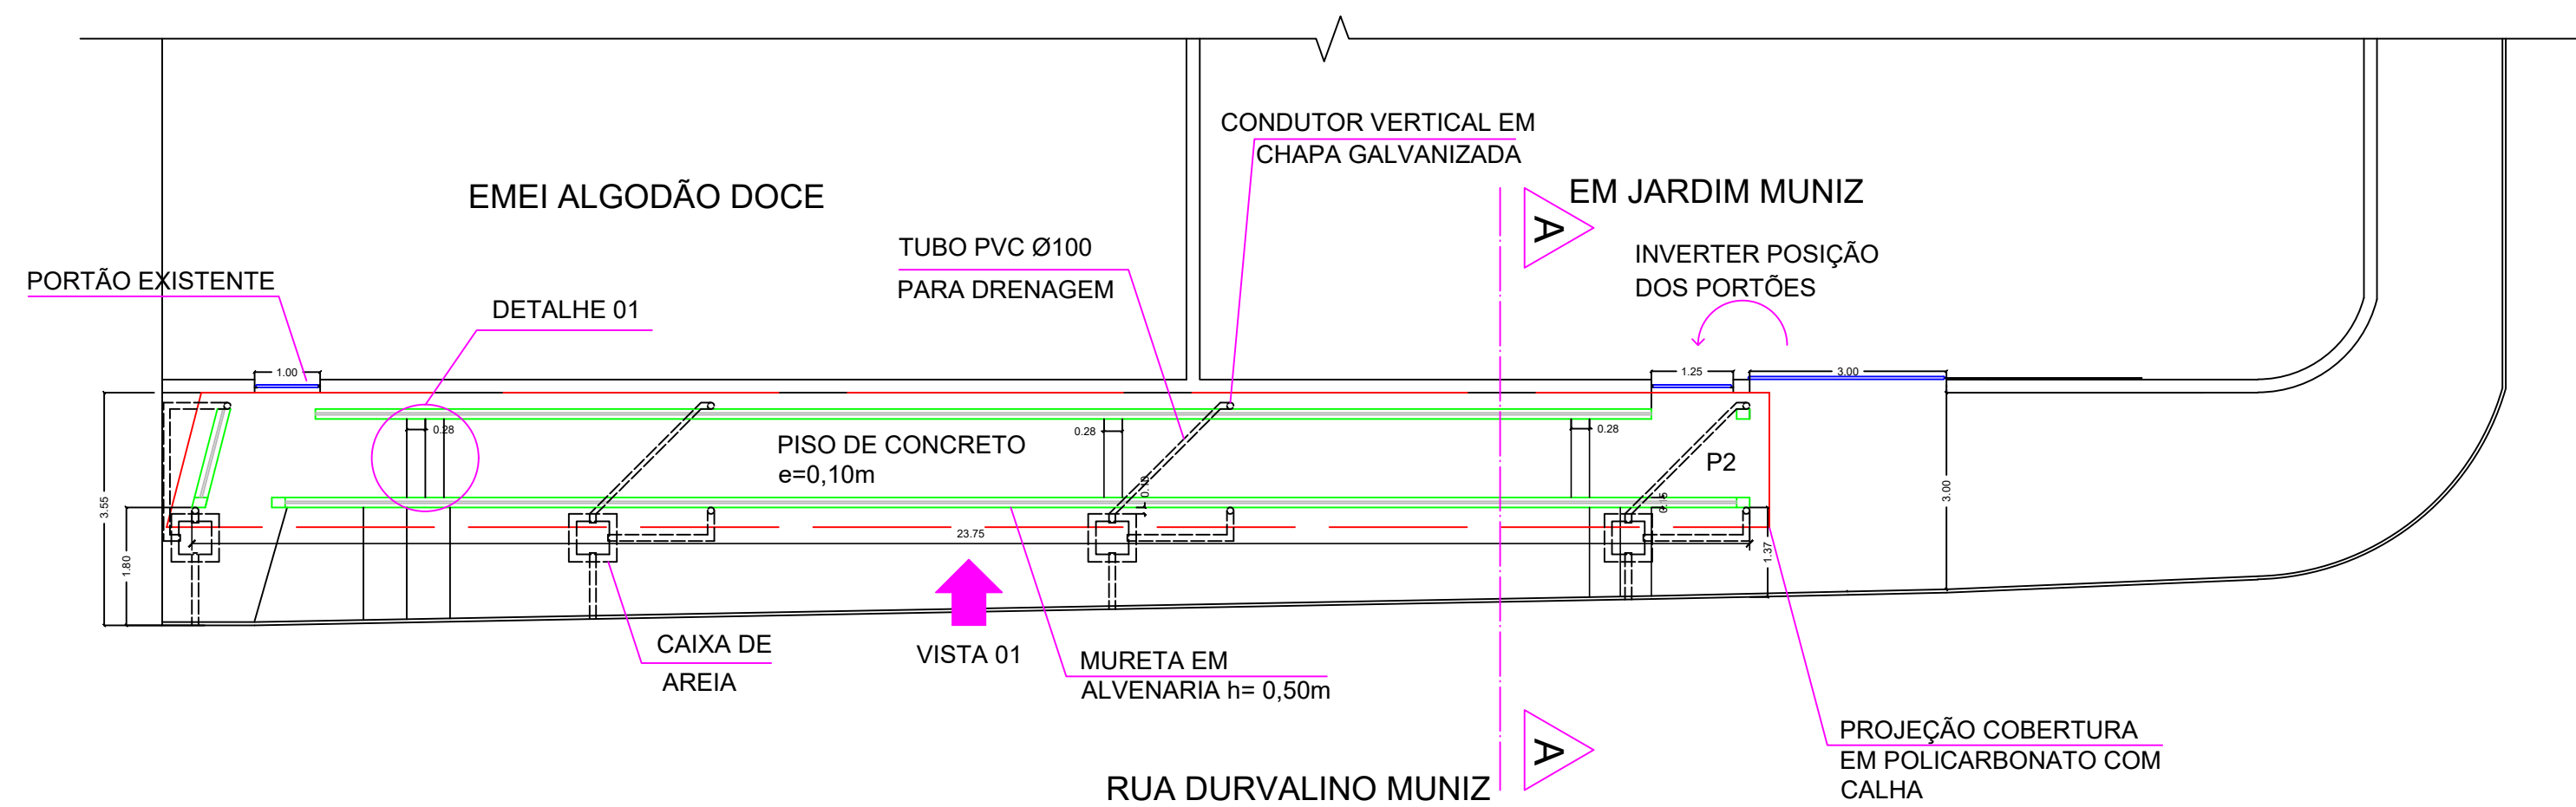 CONDUTOR VERTICAL EM
CHAPA GALVANIZADA
EMEI ALGODÃO DOCE
EM JARDIM MUNIZ
A
TUBO PVC Ø100
PARA DRENAGEM
INVERTER POSIÇÃO
DOS PORTÕES
PORTÃO EXISTENTE
DETALHE 01
1.00
1.25
3.00
0.28
0.28
0.28
PISO DE CONCRETO
e=0,10m
P2
3.55
1.80
0.15
3.00
23.75
1.37
CAIXA DE
AREIA
VISTA 01
MURETA EM
ALVENARIA h= 0,50m
A
PROJEÇÃO COBERTURA
EM POLICARBONATO COM
CALHA
RUA DURVALINO MUNIZ